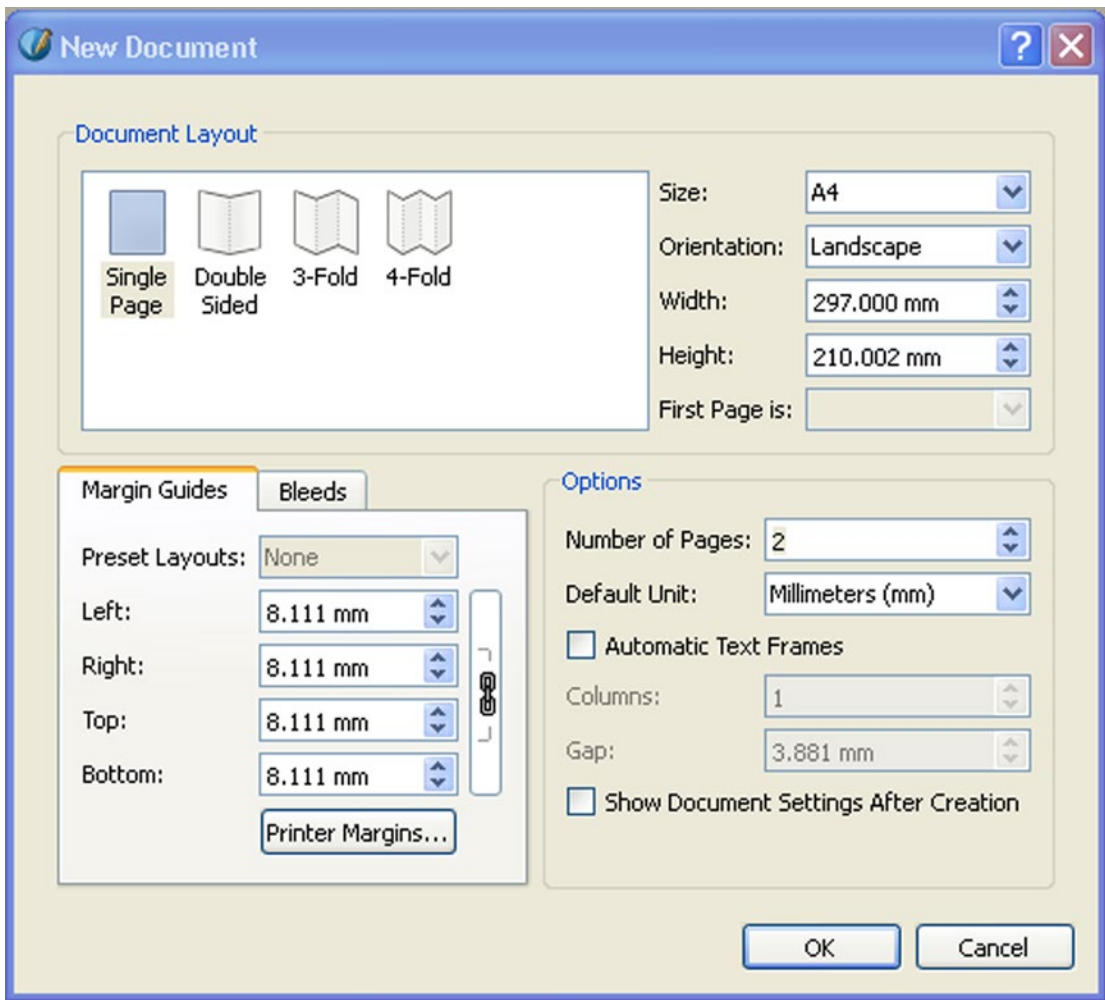 New Document
Document Layout
Single
Page
Double
Sided
3-Fold
4-Fold
Size: A4
Orientation: Landscape
Width: 297.000 mm
Height: 210.002 mm
First Page is:
Margin Guides Bleeds
Preset Layouts: None
Left: 8.111 mm
Right: 8.111 mm
Top: 8.111 mm
Bottom: 8.111 mm
Printer Margins...
Options
Number of Pages: 2
Default Unit: Millimeters (mm)
Automatic Text Frames
Columns: 1
Gap: 3.881 mm
Show Document Settings After Creation
OK Cancel